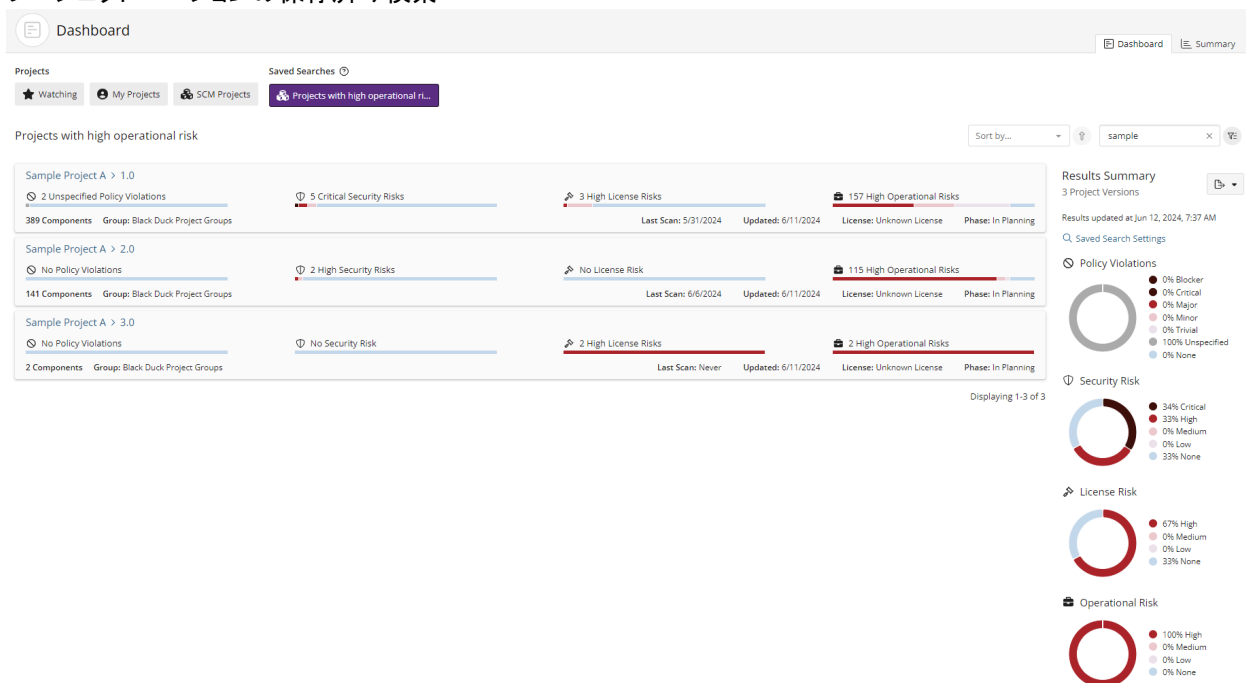 Dashboard
Dashboard Summary
Projects
Saved Searches
Watching My Projects SCM Projects Projects with high operational ri...
Projects with high operational risk
Sort by...
sample
Sample Project A > 1.0
2 Unspecified Policy Violations 5 Critical Security Risks 3 High License Risks 157 High Operational Risks
389 Components Group: Black Duck Project Groups Last Scan: 5/31/2024 Updated: 6/11/2024 License: Unknown License Phase: In Planning
Sample Project A > 2.0
No Policy Violations 2 High Security Risks No License Risk 115 High Operational Risks
141 Components Group: Black Duck Project Groups Last Scan: 6/6/2024 Updated: 6/11/2024 License: Unknown License Phase: In Planning
Sample Project A > 3.0
No Policy Violations No Security Risk 2 High License Risks 2 High Operational Risks
2 Components Group: Black Duck Project Groups Last Scan: Never Updated: 6/11/2024 License: Unknown License Phase: In Planning
Displaying 1-3 of 3
Results Summary
3 Project Versions
Results updated at Jun 12, 2024, 7:37 AM
Saved Search Settings
Policy Violations
0% Blocker
0% Critical
0% Major
0% Minor
0% Trivial
100% Unspecified
0% None
Security Risk
34% Critical
33% High
0% Medium
0% Low
33% None
License Risk
67% High
0% Medium
0% Low
33% None
Operational Risk
100% High
0% Medium
0% Low
0% None